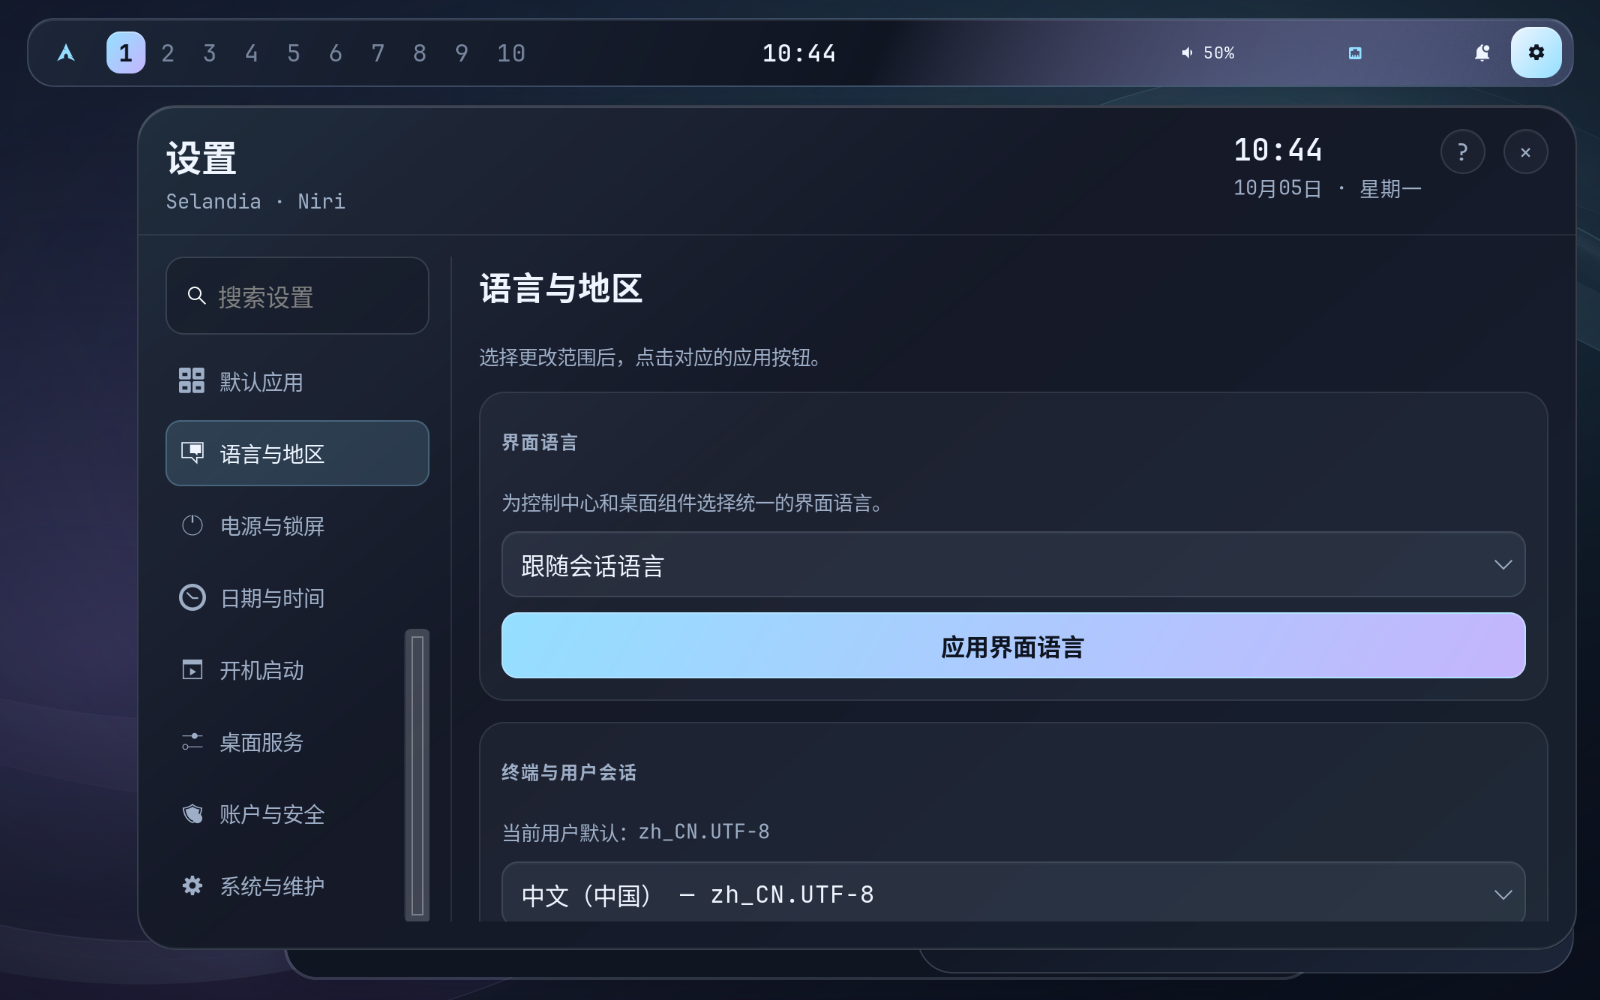 1 2 3 4 5 6 7 8 9 10
10:44
50%
设置
Selandia · Niri
10:44
10月05日 · 星期一
?
×
搜索设置
默认应用
语言与地区
电源与锁屏
日期与时间
开机启动
桌面服务
账户与安全
系统与维护
语言与地区
选择更改范围后，点击对应的应用按钮。
界面语言
为控制中心和桌面组件选择统一的界面语言。
跟随会话语言
应用界面语言
终端与用户会话
当前用户默认：zh_CN.UTF-8
中文（中国） — zh_CN.UTF-8